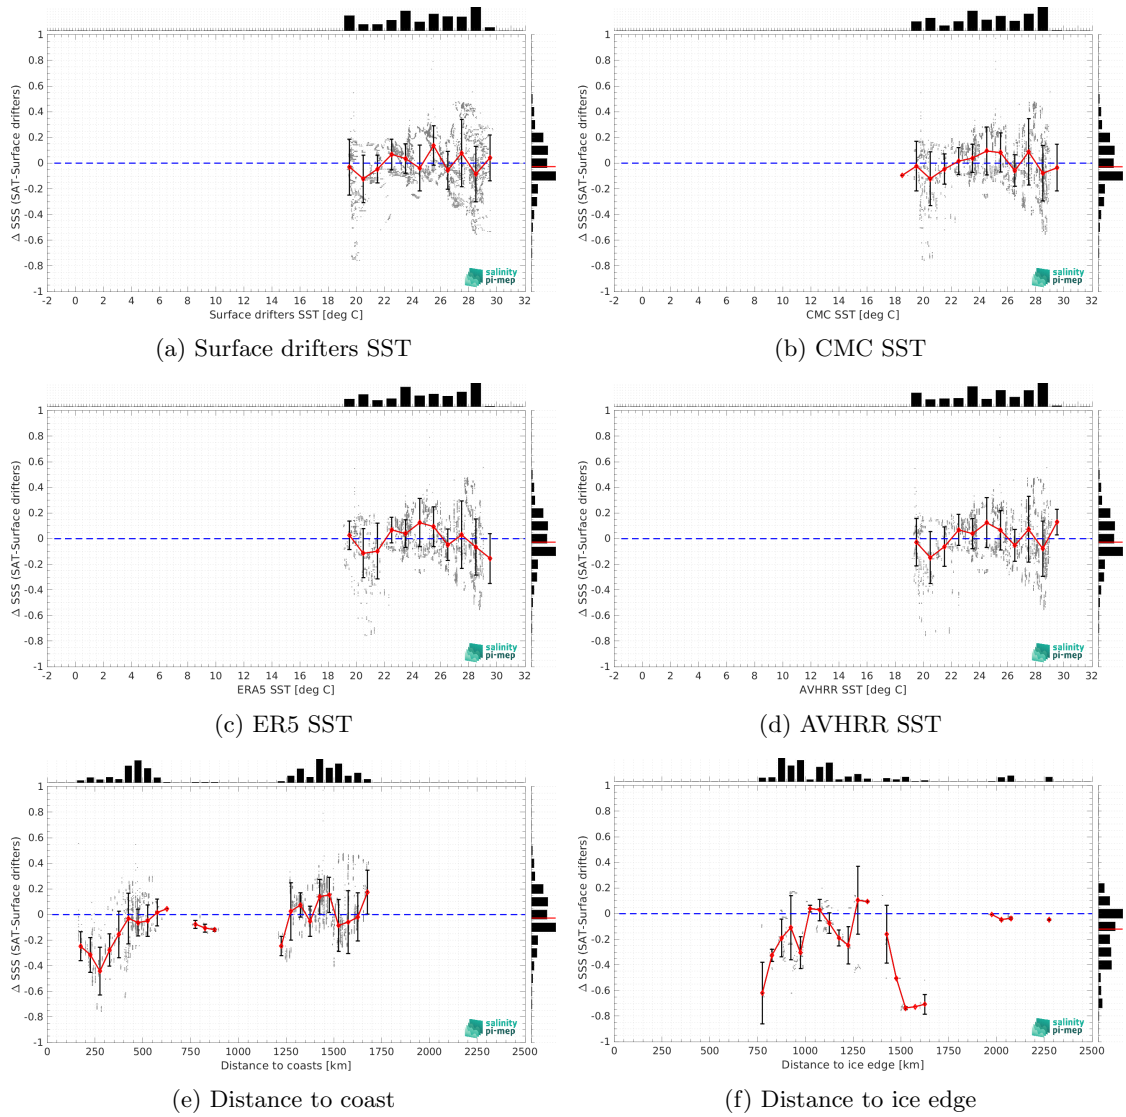 1
0.8
0.6
0.4
0.2
0
-0.2
-0.4
-0.6
-0.8
-1
Δ SSS (SAT-Surface drifters)
salinity
pi-mep
-2 0 2 4 6 8 10 12 14 16 18 20 22 24 26 28 30 32
Surface drifters SST [deg C]
(a) Surface drifters SST
1
0.8
0.6
0.4
0.2
0
-0.2
-0.4
-0.6
-0.8
-1
Δ SSS (SAT-Surface drifters)
salinity
pi-mep
-2 0 2 4 6 8 10 12 14 16 18 20 22 24 26 28 30 32
CMC SST [deg C]
(b) CMC SST
1
0.8
0.6
0.4
0.2
0
-0.2
-0.4
-0.6
-0.8
-1
Δ SSS (SAT-Surface drifters)
salinity
pi-mep
-2 0 2 4 6 8 10 12 14 16 18 20 22 24 26 28 30 32
ERA5 SST [deg C]
(c) ER5 SST
1
0.8
0.6
0.4
0.2
0
-0.2
-0.4
-0.6
-0.8
-1
Δ SSS (SAT-Surface drifters)
salinity
pi-mep
-2 0 2 4 6 8 10 12 14 16 18 20 22 24 26 28 30 32
AVHRR SST [deg C]
(d) AVHRR SST
1
0.8
0.6
0.4
0.2
0
-0.2
-0.4
-0.6
-0.8
-1
Δ SSS (SAT-Surface drifters)
salinity
pi-mep
0 250 500 750 1000 1250 1500 1750 2000 2250 2500
Distance to coasts [km]
(e) Distance to coast
1
0.8
0.6
0.4
0.2
0
-0.2
-0.4
-0.6
-0.8
-1
Δ SSS (SAT-Surface drifters)
salinity
pi-mep
0 250 500 750 1000 1250 1500 1750 2000 2250 2500
Distance to ice edge [km]
(f) Distance to ice edge